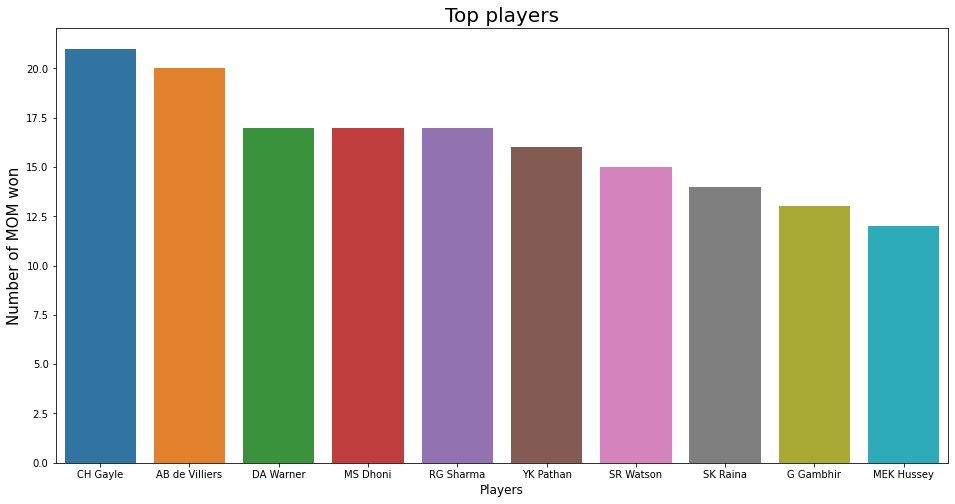 Top players
Number of MOM won
20.0
17.5
15.0
12.5
10.0
7.5
5.0
2.5
0.0
CH Gayle AB de Villiers DA Warner MS Dhoni RG Sharma YK Pathan SR Watson SK Raina G Gambhir MEK Hussey
Players